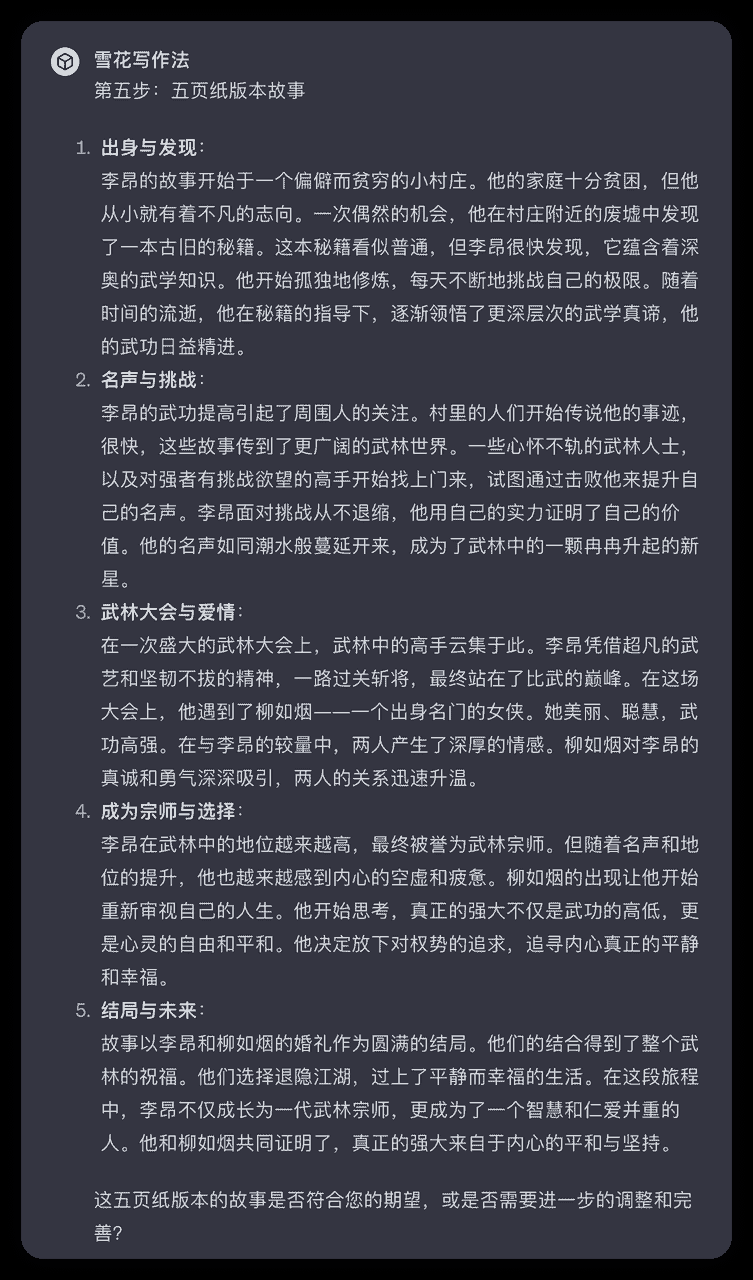 雪花写作法
第五步：五页纸版本故事
1. 出身与发现：
李昂的故事开始于一个偏僻而贫穷的小村庄。他的家庭十分贫困，但他
从小就有着不凡的志向。一次偶然的机会，他在村庄附近的废墟中发现
了一本古旧的秘籍。这本秘籍看似普通，但李昂很快发现，它蕴含着深
奥的武学知识。他开始孤独地修炼，每天不断地挑战自己的极限。随着
时间的流逝，他在秘籍的指导下，逐渐领悟了更深层次的武学真谛，他
的武功日益精进。
2. 名声与挑战：
李昂的武功提高引起了周围人的关注。村里的人们开始传说他的事迹，
很快，这些故事传到了更广阔的武林世界。一些心怀不轨的武林人士，
以及对强者有挑战欲望的高手开始找上门来，试图通过击败他来提升自
己的名声。李昂面对挑战从不退缩，他用自己的实力证明了自己的价
值。他的名声如同潮水般蔓延开来，成为了武林中的一颗冉冉升起的新
星。
3. 武林大会与爱情：
在一次盛大的武林大会上，武林中的高手云集于此。李昂凭借超凡的武
艺和坚韧不拔的精神，一路过关斩将，最终站在了比武的巅峰。在这场
大会上，他遇到了柳如烟——一个出身名门的女侠。她美丽、聪慧，武
功高强。在与李昂的较量中，两人产生了深厚的情感。柳如烟对李昂的
真诚和勇气深深吸引，两人的关系迅速升温。
4. 成为宗师与选择：
李昂在武林中的地位越来越高，最终被誉为武林宗师。但随着名声和地
位的提升，他也越来越感到内心的空虚和疲惫。柳如烟的出现让他开始
重新审视自己的人生。他开始思考，真正的强大不仅是武功的高低，更
是心灵的自由和平和。他决定放下对权势的追求，追寻内心真正的平静
和幸福。
5. 结局与未来：
故事以李昂和柳如烟的婚礼作为圆满的结局。他们的结合得到了整个武
林的祝福。他们选择退隐江湖，过上了平静而幸福的生活。在这段旅程
中，李昂不仅成长为一代武林宗师，更成为了一个智慧和仁爱并重的
人。他和柳如烟共同证明了，真正的强大来自于内心的平和与坚持。
这五页纸版本的故事是否符合您的期望，或是否需要进一步的调整和完
善？